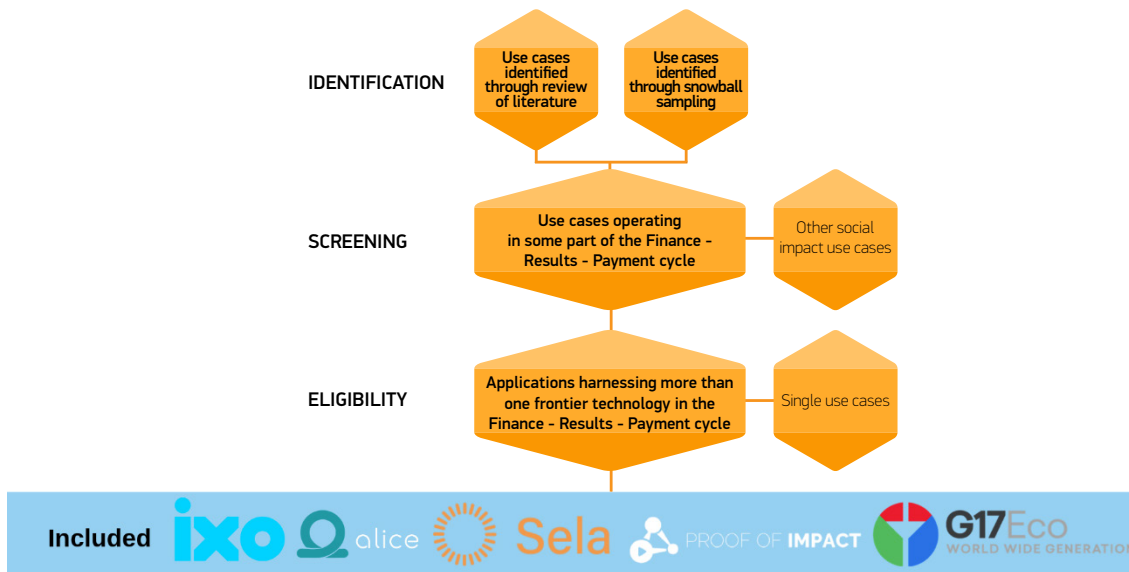 IDENTIFICATION
Use cases
identified
through review
of literature
Use cases
identified
through snowball
sampling
SCREENING
Use cases operating
in some part of the Finance -
Results - Payment cycle
Other social
impact use cases
ELIGIBILITY
Applications harnessing more than
one frontier technology in the
Finance - Results - Payment cycle
Single use cases
Included
ixo
alice
Sela
PROOF OF IMPACT
G17Eco
WORLD WIDE GENERATION